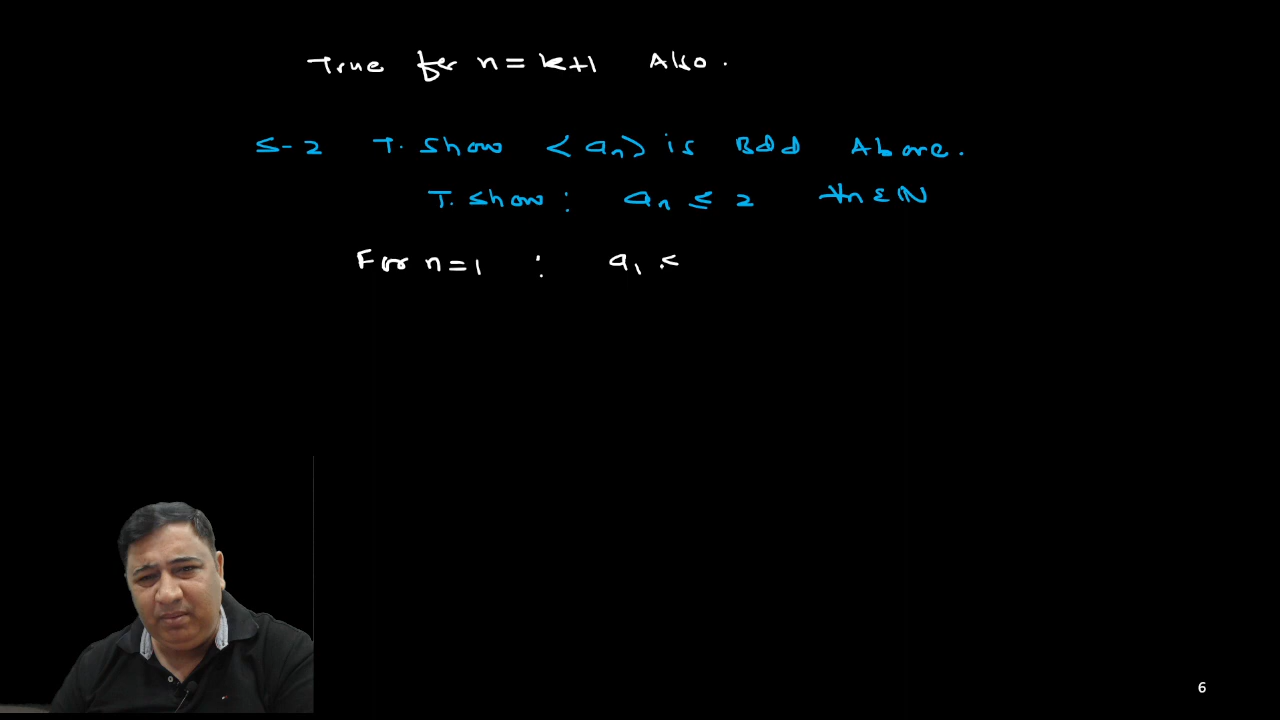 True for n = k+1 Also.
S-2 T. Show <an> is Bdd Above.
T. show : an ≤ 2 ∀n ∈ ℕ
For n=1 : a1 <
6